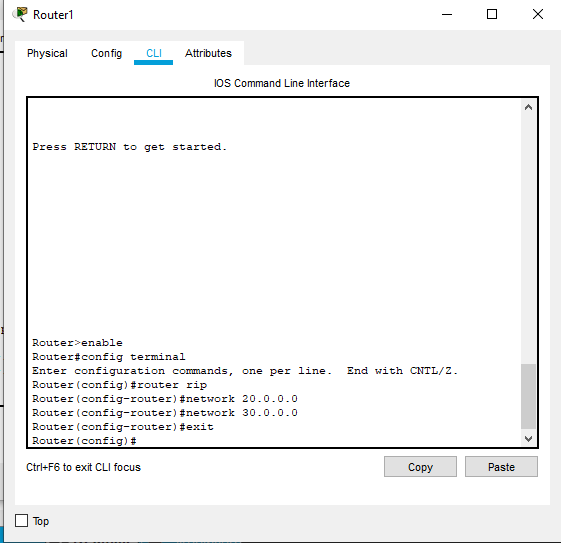 Router1
Physical Config CLI Attributes
IOS Command Line Interface
Press RETURN to get started.
Router>enable
Router#config terminal
Enter configuration commands, one per line.  End with CNTL/Z.
Router(config)#router rip
Router(config-router)#network 20.0.0.0
Router(config-router)#network 30.0.0.0
Router(config-router)#exit
Router(config)#
Ctrl+F6 to exit CLI focus
Copy Paste
Top